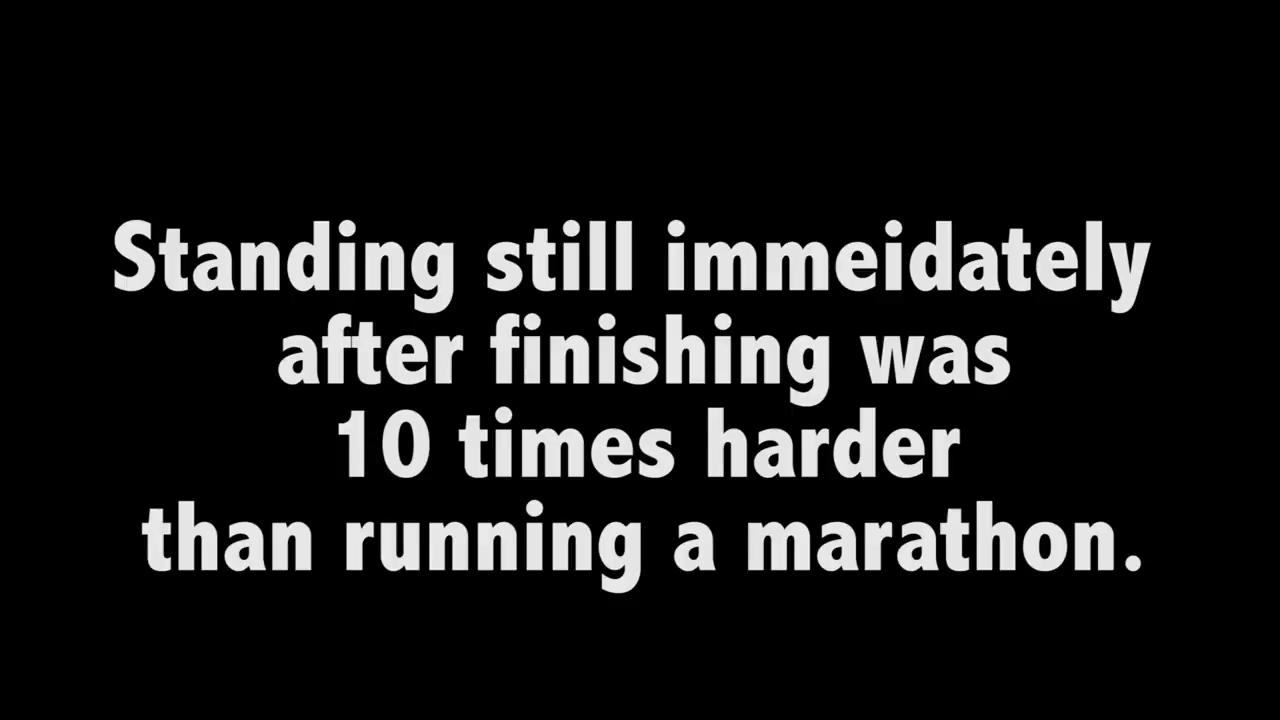 Standing still immeidately
after finishing was
10 times harder
than running a marathon.